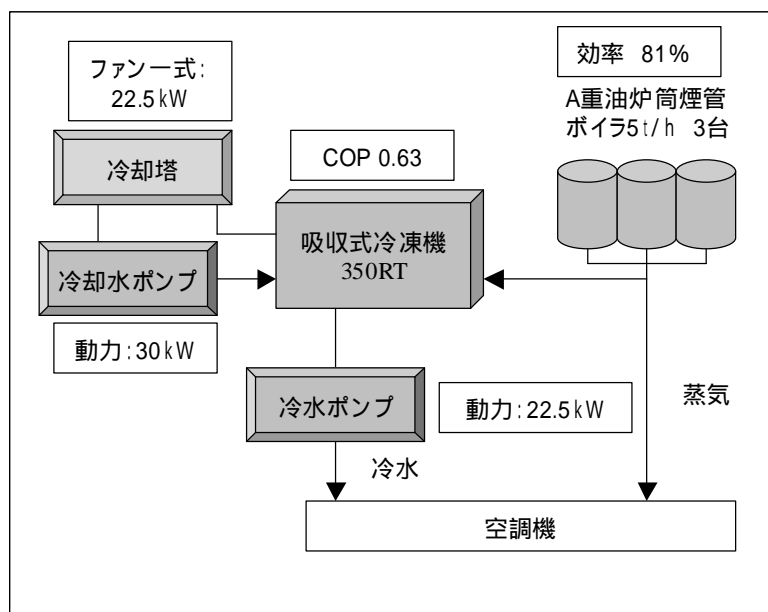 ファン一式:
22.5kW
冷却塔
冷却水ポンプ
動力:30kW
COP 0.63
吸収式冷凍機
350RT
効率 81%
A重油炉筒煙管
ボイラ5t/h 3台
冷水ポンプ
動力:22.5kW
蒸気
冷水
空調機